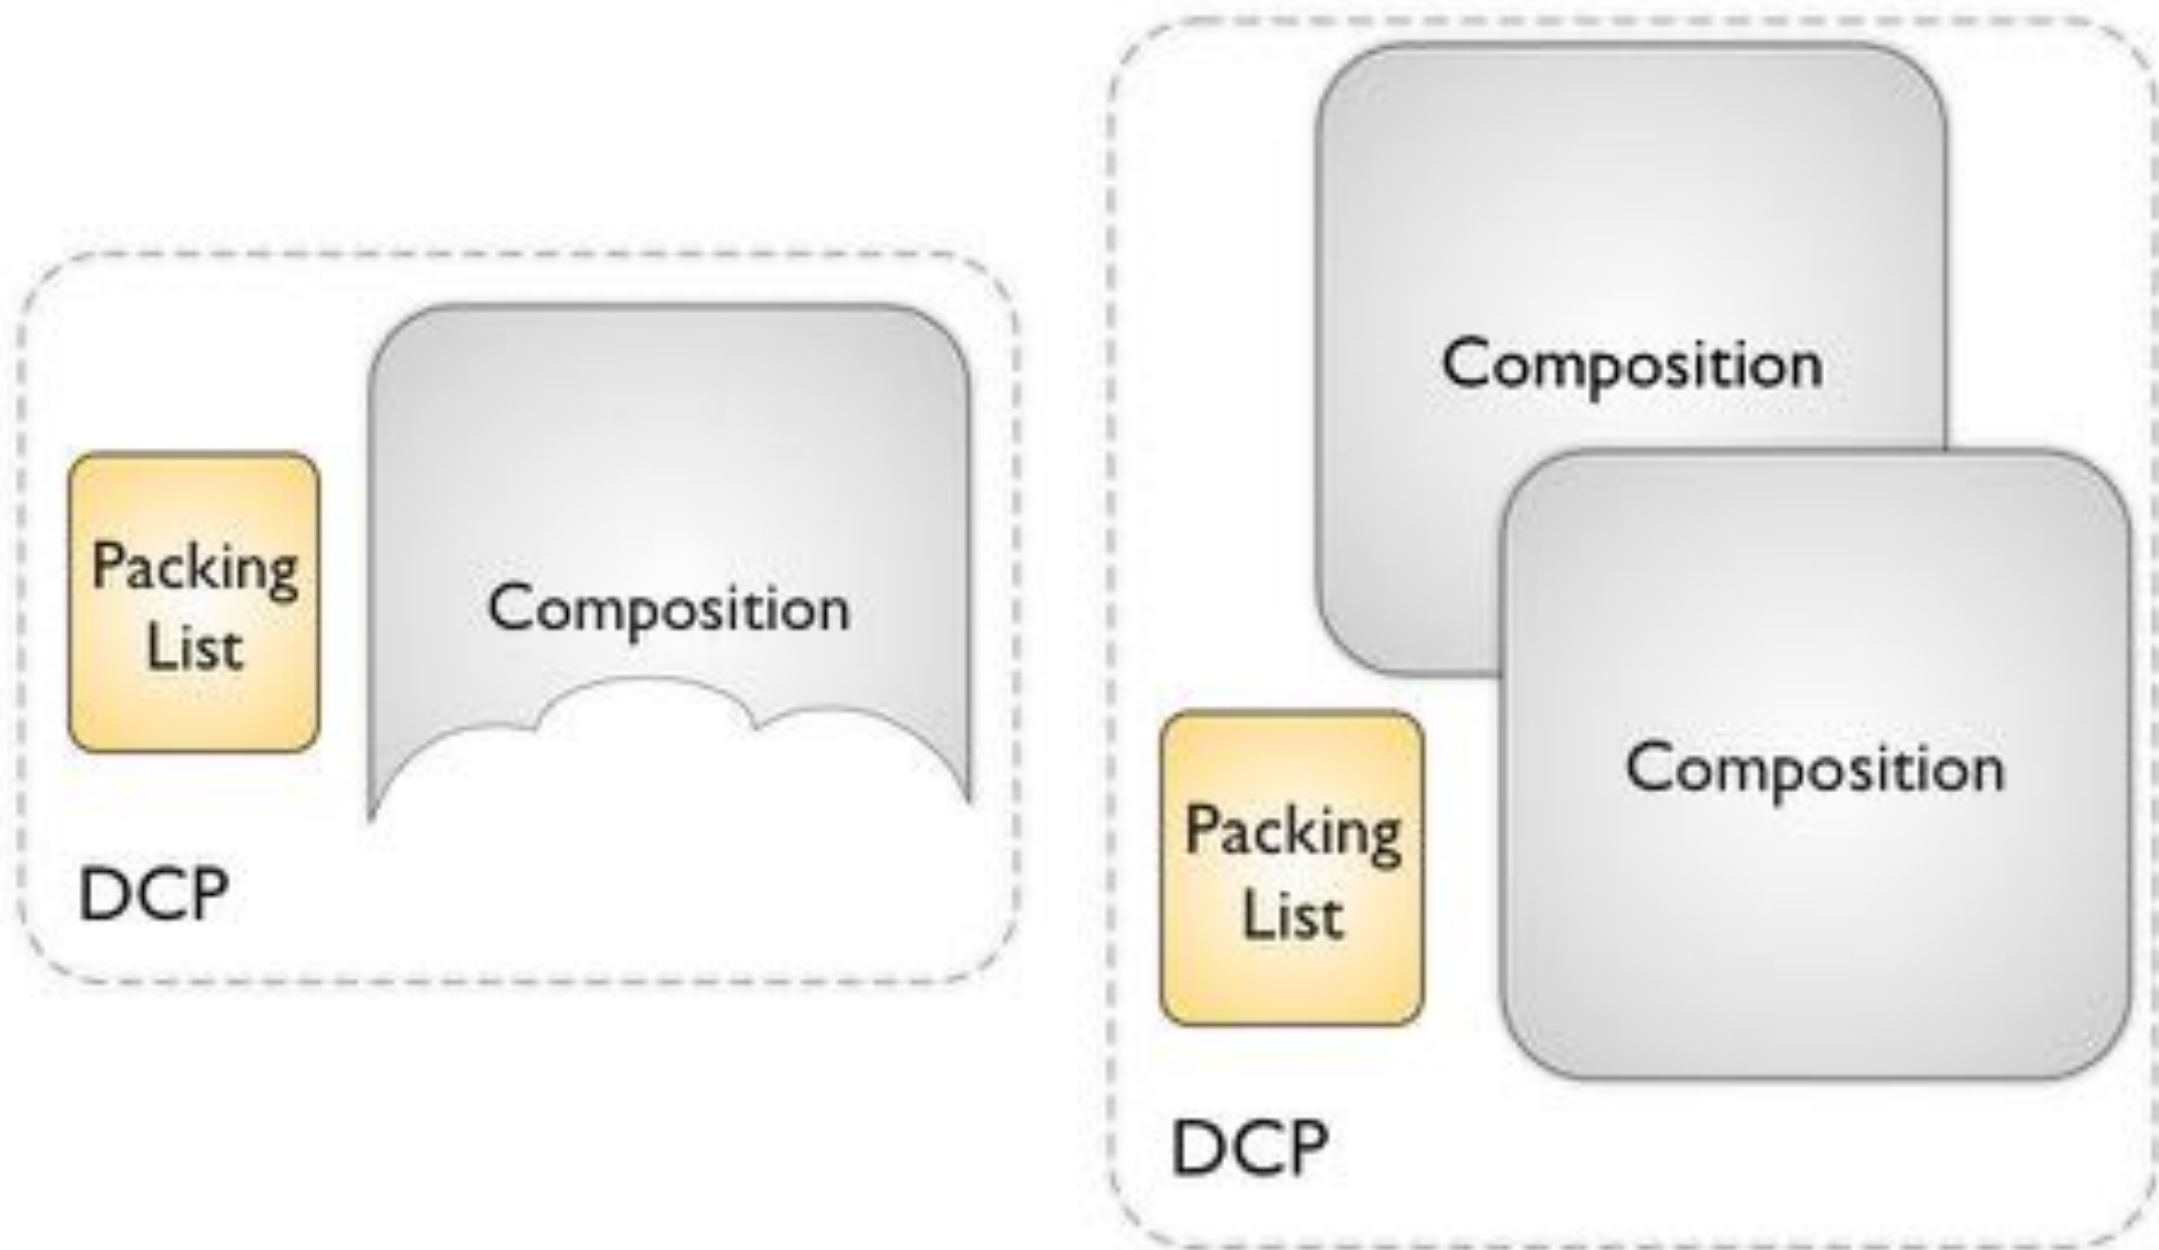 Packing
List
Composition
DCP
Composition
Composition
Packing
List
DCP